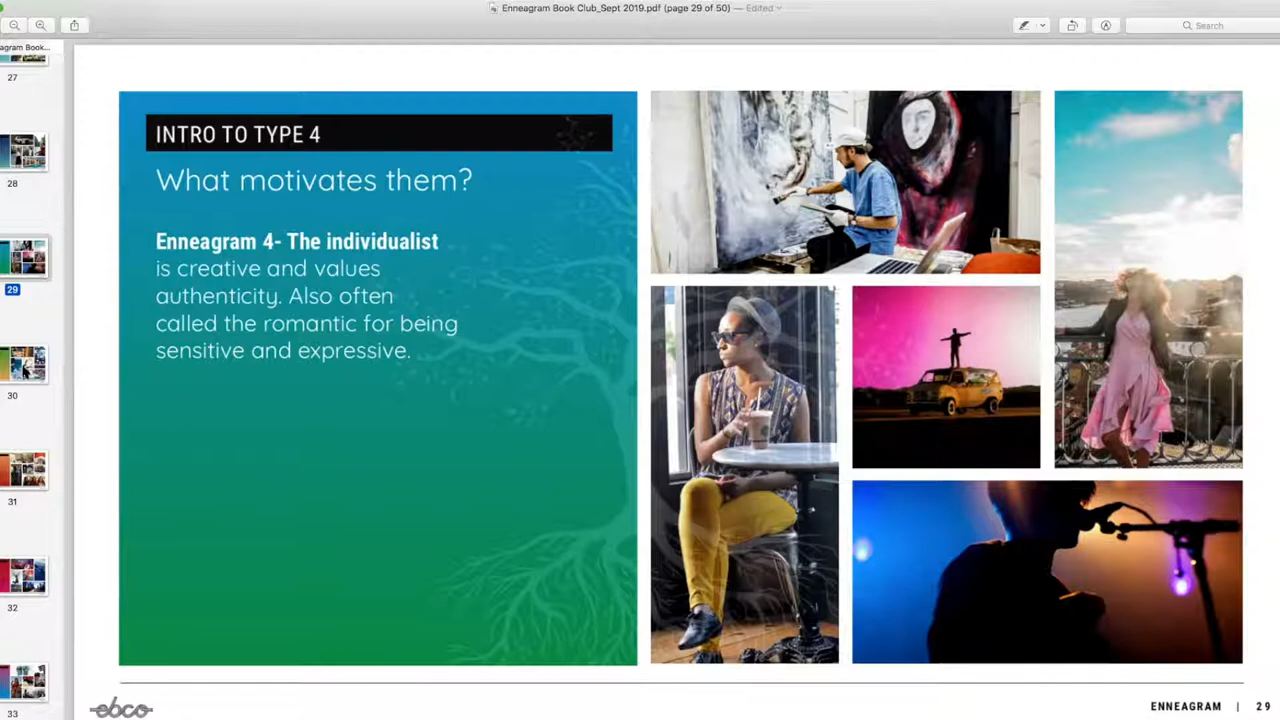 Enneagram Book Club_Sept 2019.pdf (page 29 of 50) — Edited
Search
agram Book...
27
28
29
30
31
32
33
INTRO TO TYPE 4
What motivates them?
Enneagram 4- The individualist
is creative and values
authenticity. Also often
called the romantic for being
sensitive and expressive.
ebco
ENNEAGRAM | 29